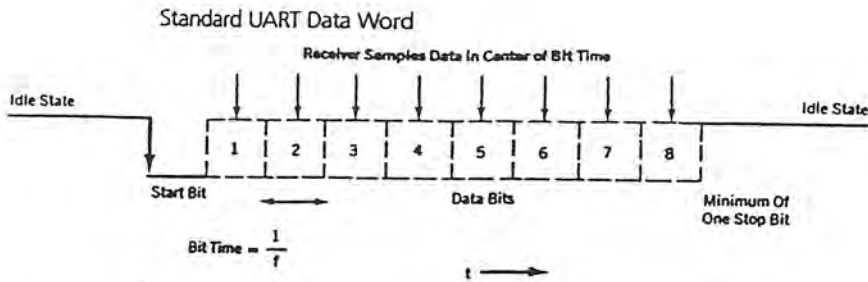 Standard UART Data Word
Receiver Samples Data In Center of Bit Time
Idle State
Idle State
1 2 3 4 5 6 7 8
Start Bit
Data Bits
Minimum Of
One Stop Bit
Bit Time = 1/f
t